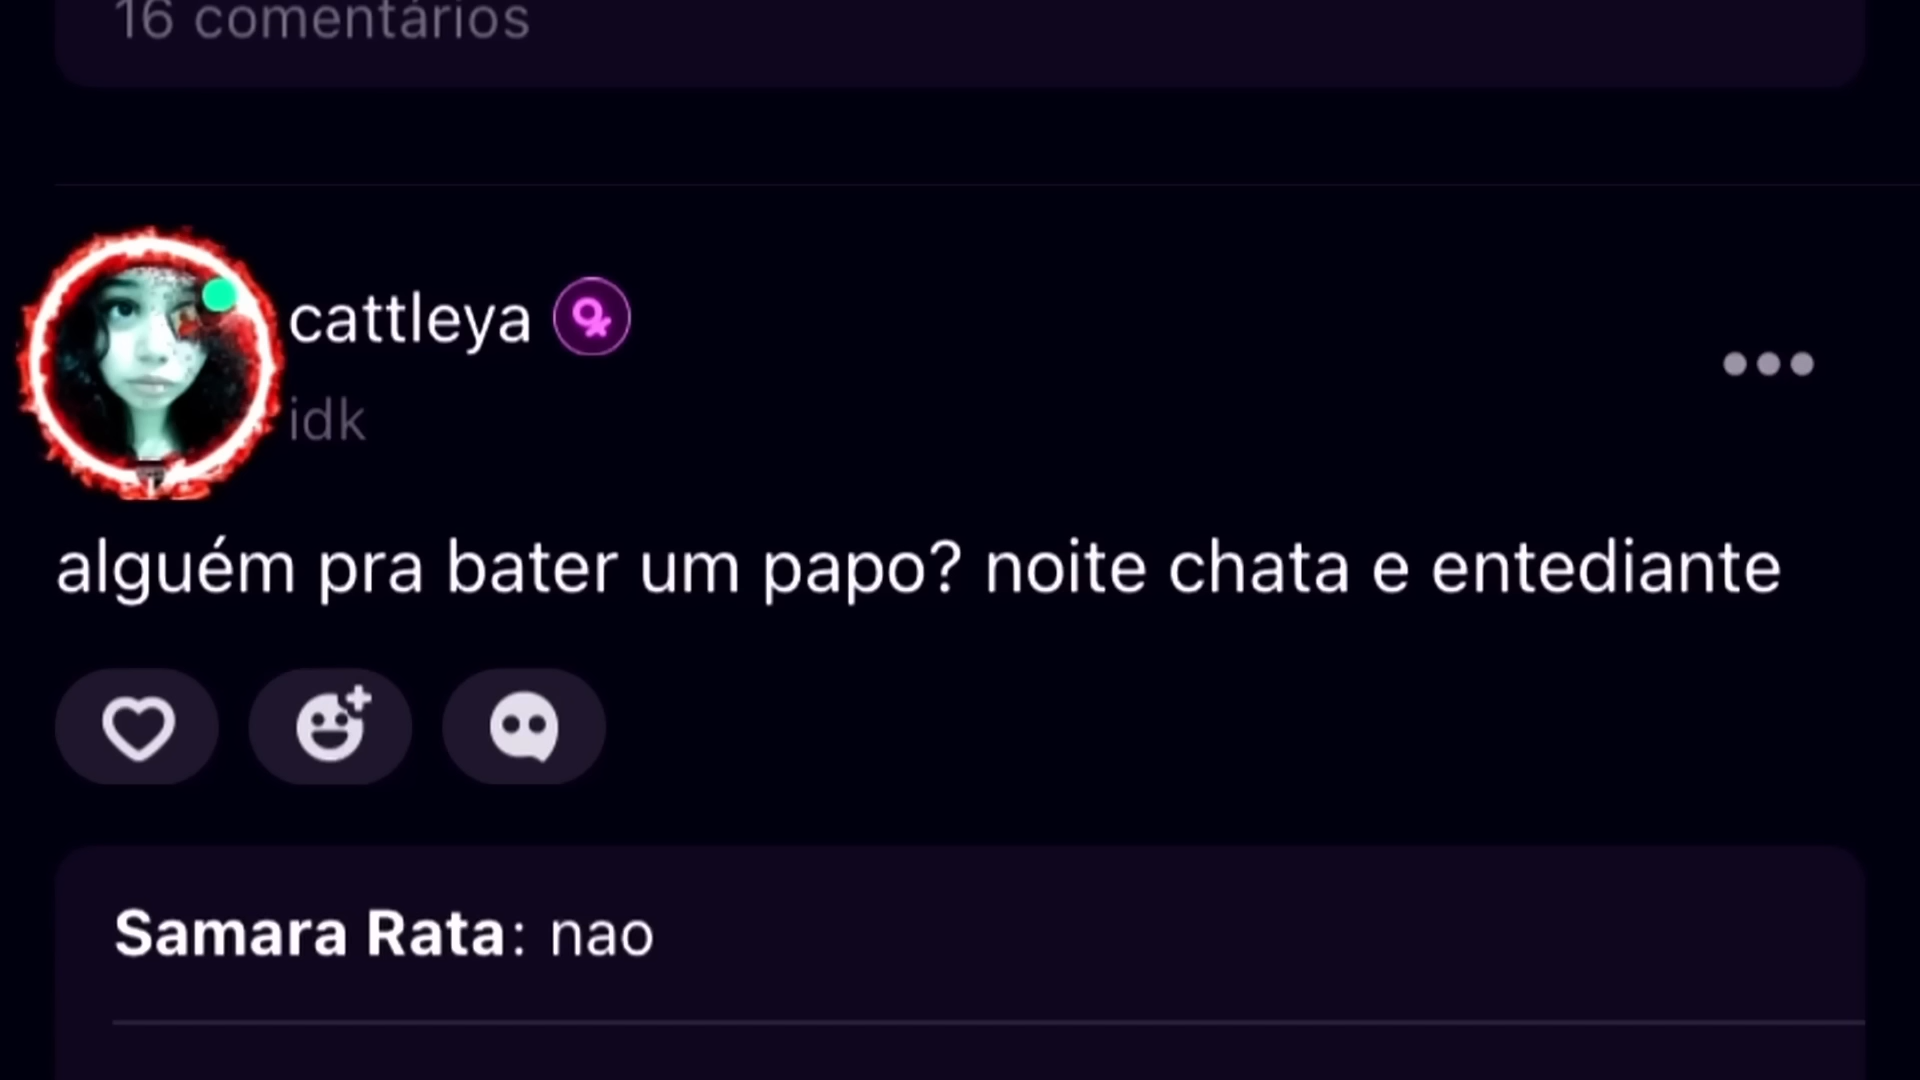 16 comentários
cattleya
idk
alguém pra bater um papo? noite chata e entediante
Samara Rata: nao